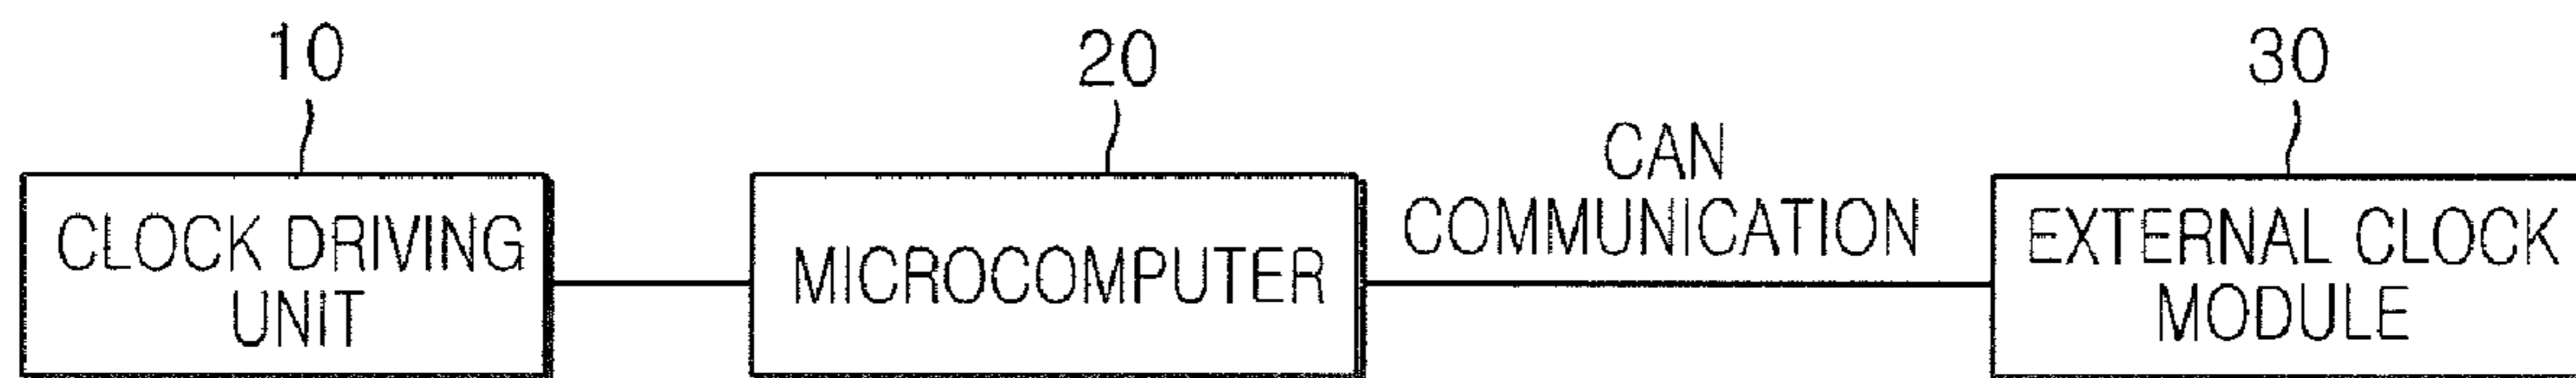 10
20
30
CLOCK DRIVING
UNIT
MICROCOMPUTER
CAN
COMMUNICATION
EXTERNAL CLOCK
MODULE